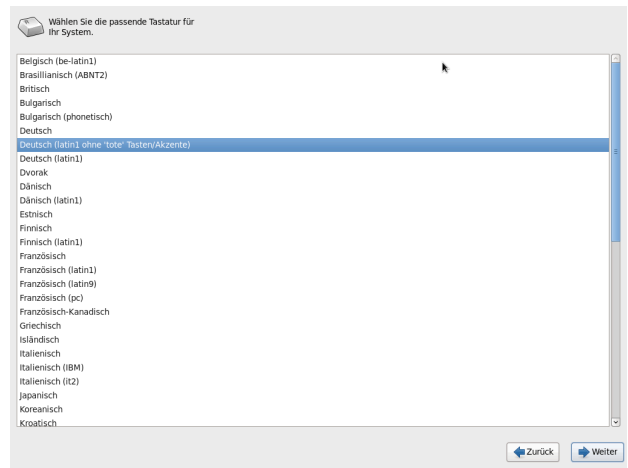 Wählen Sie die passende Tastatur für
Ihr System.
Belgisch (be-latin1)
Brasillianisch (ABNT2)
Britisch
Bulgarisch
Bulgarisch (phonetisch)
Deutsch
Deutsch (latin1 ohne 'tote' Tasten/Akzente)
Deutsch (latin1)
Dvorak
Dänisch
Dänisch (latin1)
Estnisch
Finnisch
Finnisch (latin1)
Französisch
Französisch (latin1)
Französisch (latin9)
Französisch (pc)
Französisch-Kanadisch
Griechisch
Isländisch
Italienisch
Italienisch (IBM)
Italienisch (it2)
Japanisch
Koreanisch
Kroatisch
Zurück
Weiter